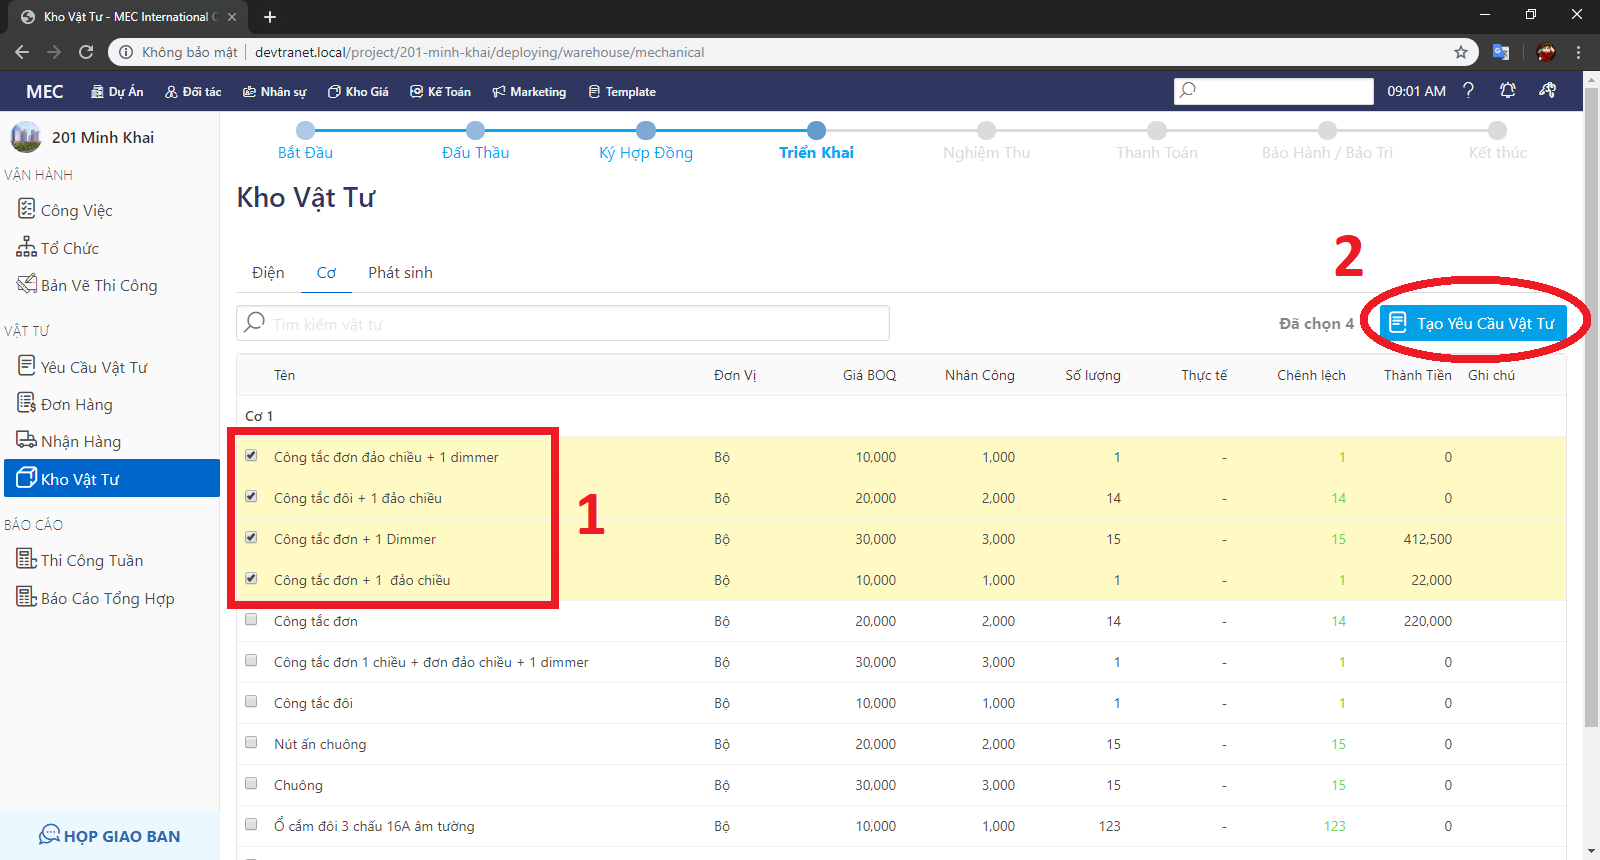 Kho Vật Tư - MEC International C
Không bảo mật | devtranet.local/project/201-minh-khai/deploying/warehouse/mechanical
MEC Dự Án Đối tác Nhân sự Kho Giá Kế Toán Marketing Template 09:01 AM ?
201 Minh Khai
VẬN HÀNH
Công Việc
Tổ Chức
Bản Vẽ Thi Công
VẬT TƯ
Yêu Cầu Vật Tư
Đơn Hàng
Nhận Hàng
Kho Vật Tư
BÁO CÁO
Thi Công Tuần
Báo Cáo Tổng Hợp
HỌP GIAO BAN
Bắt Đầu Đấu Thầu Ký Hợp Đồng Triển Khai Nghiệm Thu Thanh Toán Bảo Hành / Bảo Trì Kết thúc
Kho Vật Tư
2
Điện Cơ Phát sinh
Tìm kiếm vật tư Đã chọn 4 Tạo Yêu Cầu Vật Tư
Tên Đơn Vị Giá BOQ Nhân Công Số lượng Thực tế Chênh lệch Thành Tiền Ghi chú
Cơ 1
Công tắc đơn đảo chiều + 1 dimmer Bộ 10,000 1,000 1 - 1 0
Công tắc đôi + 1 đảo chiều Bộ 20,000 2,000 14 - 14 0
1
Công tắc đơn + 1 Dimmer Bộ 30,000 3,000 15 - 15 412,500
Công tắc đơn + 1  đảo chiều Bộ 10,000 1,000 1 - 1 22,000
Công tắc đơn Bộ 20,000 2,000 14 - 14 220,000
Công tắc đơn 1 chiều + đơn đảo chiều + 1 dimmer Bộ 30,000 3,000 1 - 1 0
Công tắc đôi Bộ 10,000 1,000 1 - 1 0
Nút ấn chuông Bộ 20,000 2,000 15 - 15 0
Chuông Bộ 30,000 3,000 15 - 15 0
Ổ cắm đôi 3 chấu 16A âm tường Bộ 10,000 1,000 123 - 123 0